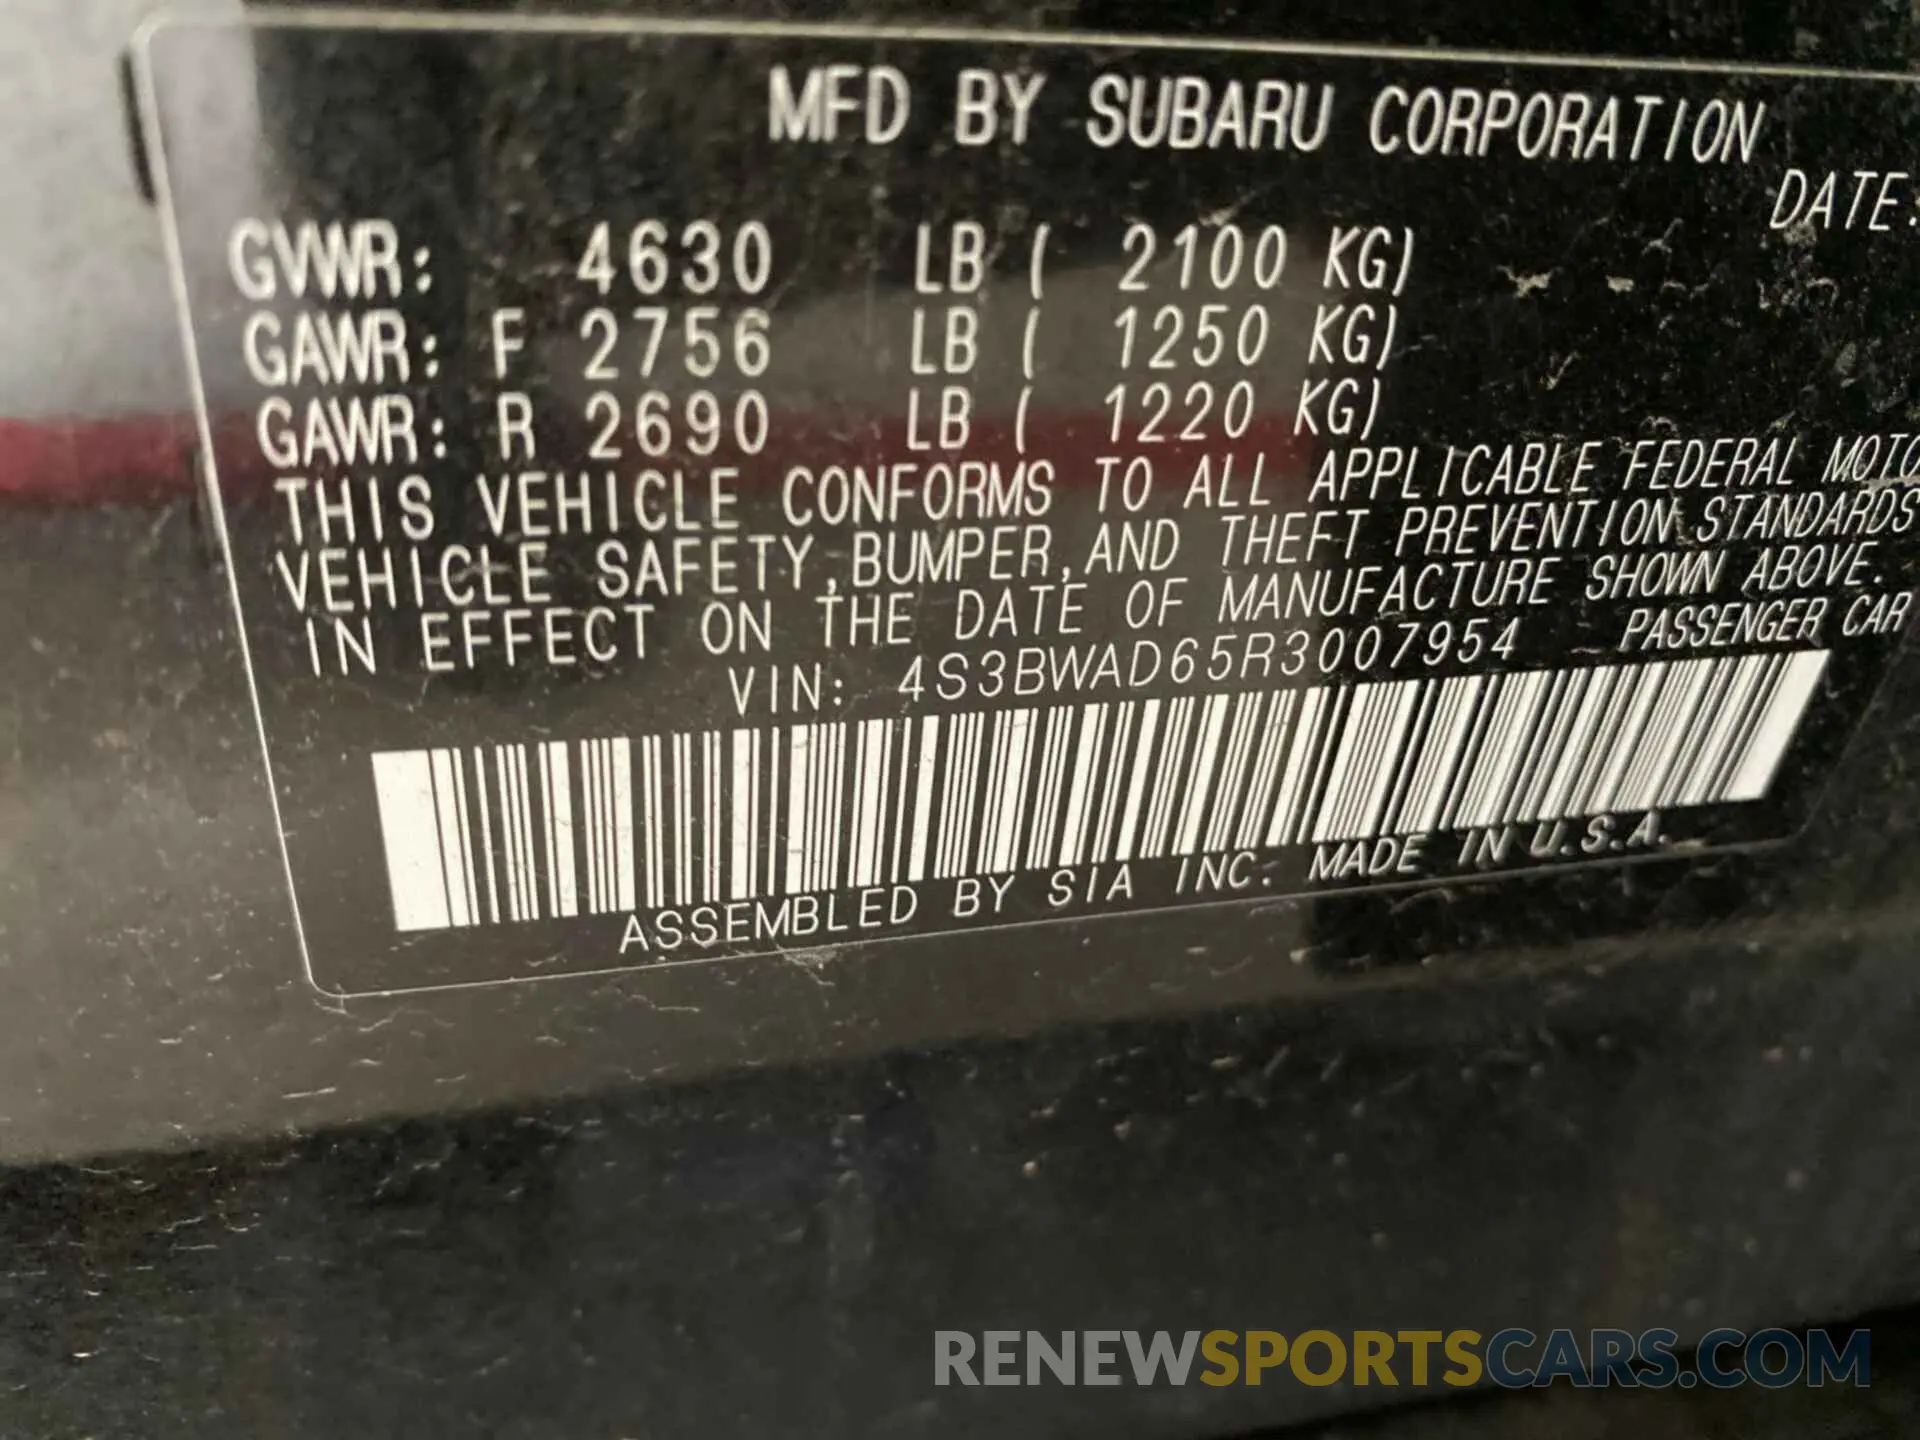 MFD BY SUBARU CORPORATION
DATE:
GVWR: 4630 LB ( 2100 KG)
GAWR: F 2756 LB ( 1250 KG)
GAWR: R 2690 LB ( 1220 KG)
THIS VEHICLE CONFORMS TO ALL APPLICABLE FEDERAL MOTO
VEHICLE SAFETY,BUMPER,AND THEFT PREVENTION STANDARDS
IN EFFECT ON THE DATE OF MANUFACTURE SHOWN ABOVE.
VIN: 4S3BWAD65R3007954 PASSENGER CAR
ASSEMBLED BY SIA INC. MADE IN U.S.A.
RENEWSPORTSCARS.COM